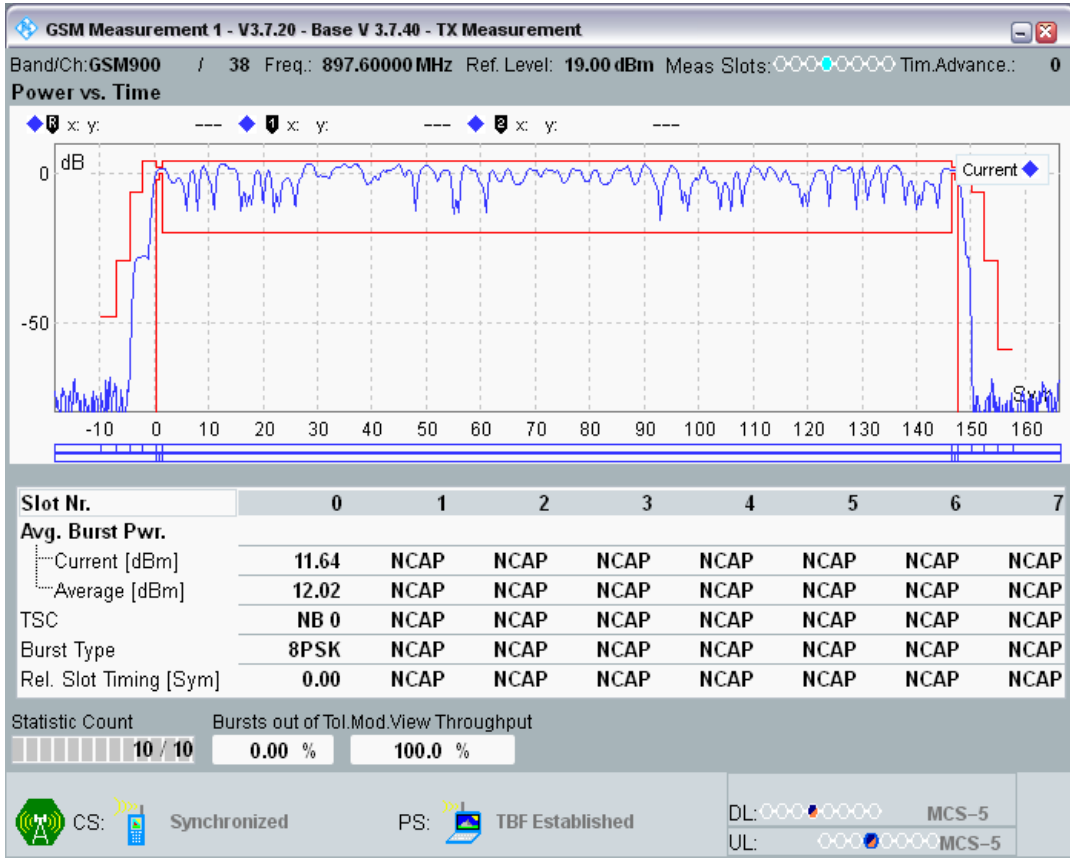 GSM Measurement 1 - V3.7.20 - Base V 3.7.40 - TX Measurement
Band/Ch:GSM900 / 38 Freq.: 897.60000 MHz Ref. Level: 19.00 dBm Meas Slots: Tim.Advance.: 0
Power vs. Time
R x: y: --- 1 x: y: --- 2 x: y: ---
dB
Current
0
-50
Sym
-10 0 10 20 30 40 50 60 70 80 90 100 110 120 130 140 150 160
Slot Nr. 0 1 2 3 4 5 6 7
Avg. Burst Pwr.
Current [dBm] 11.64 NCAP NCAP NCAP NCAP NCAP NCAP NCAP
Average [dBm] 12.02 NCAP NCAP NCAP NCAP NCAP NCAP NCAP
TSC NB 0 NCAP NCAP NCAP NCAP NCAP NCAP NCAP
Burst Type 8PSK NCAP NCAP NCAP NCAP NCAP NCAP NCAP
Rel. Slot Timing [Sym] 0.00 NCAP NCAP NCAP NCAP NCAP NCAP NCAP
Statistic Count Bursts out of Tol.Mod.View Throughput
10 / 10 0.00 % 100.0 %
CS: Synchronized PS: TBF Established
DL: MCS-5
UL: MCS-5